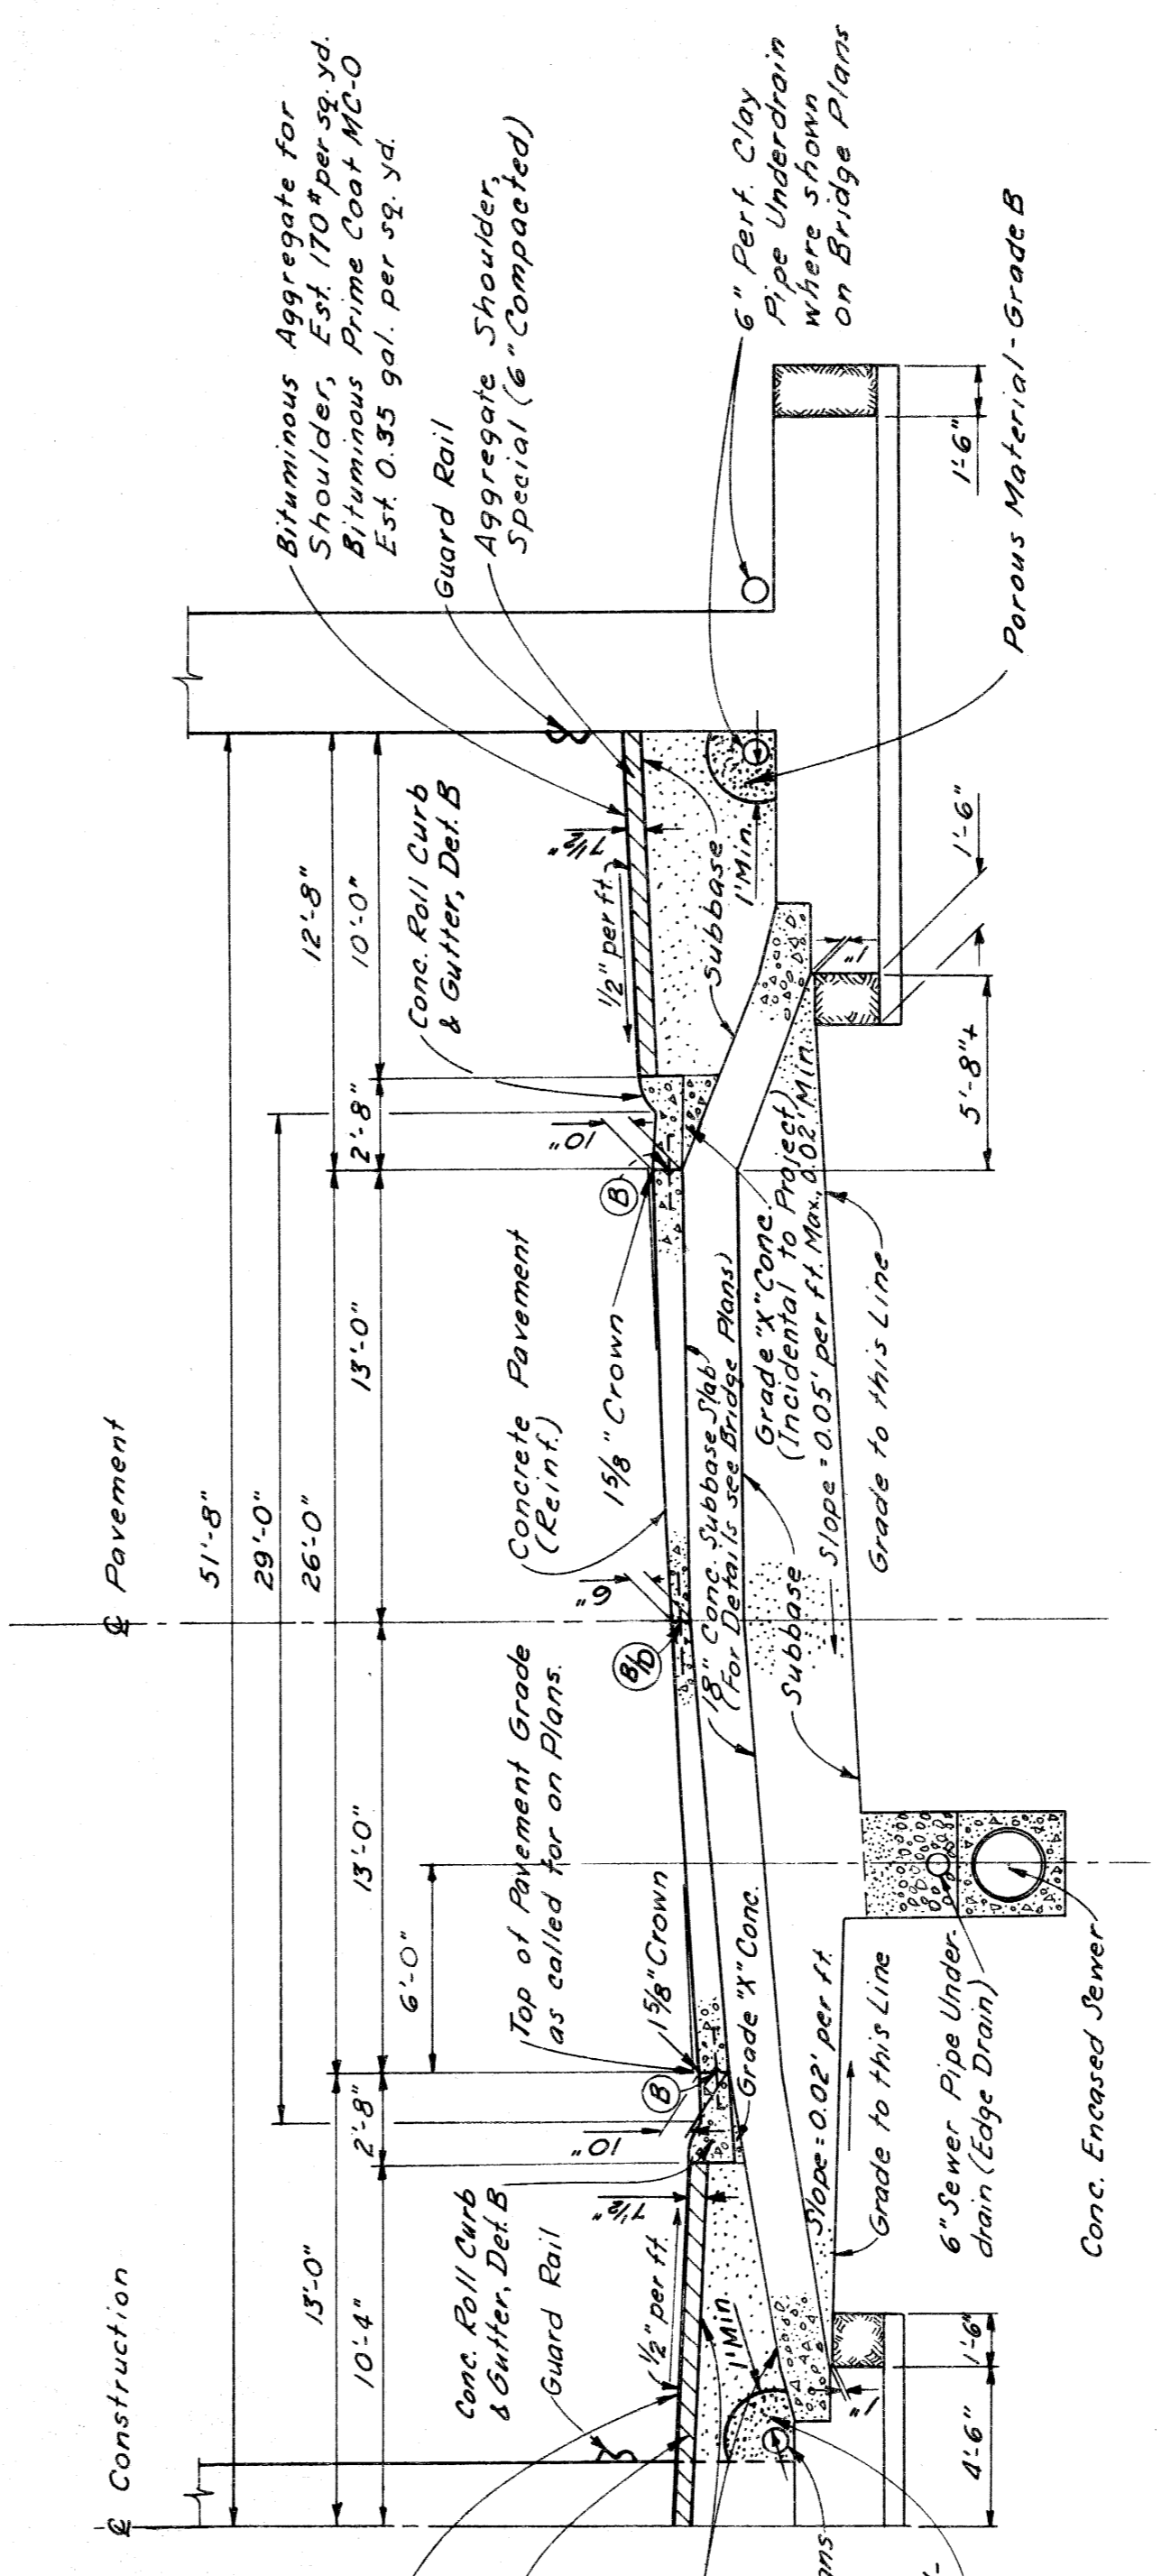 ℄ Construction
℄ Pavement
51'-8"
29'-0"
13'-0"
26'-0"
12'-8"
10'-4"
2'-8"
13'-0"
13'-0"
2'-8"
10'-0"
6'-0"
Bituminous Aggregate for
Shoulder, Est. 170# per sq. yd.
Bituminous Prime Coat MC-0
Est. 0.35 gal. per sq. yd.
Guard Rail
Aggregate Shoulder,
Special (6" Compacted)
Conc. Roll Curb
& Gutter, Det. B
Conc. Roll Curb
& Gutter, Det. B
Guard Rail
Top of Pavement Grade
as called for on Plans.
Concrete Pavement
(Reinf.)
1 5/8" Crown
1 5/8" Crown
10"
9"
10"
B
B/D
B
7 1/2"
7 1/2"
1/2" per ft.
1/2" per ft.
1' Min.
1' Min.
Subbase
6" Perf. Clay
Pipe Underdrain
where shown
on Bridge Plans
18" Conc. Subbase Slab
(For Details see Bridge Plans)
Grade "X" Conc.
Grade "X" Conc.
(Incidental to Project)
Slope = 0.05' per ft. Max., 0.02' Min.
Subbase
Slope = 0.02' per ft.
Grade to this Line
Grade to this Line
1"
1"
4'-6"
1'-6"
5'-8"±
1'-6"
1'-6"
Porous Material-Grade B
6" Sewer Pipe Under-
drain (Edge Drain)
Conc. Encased Sewer